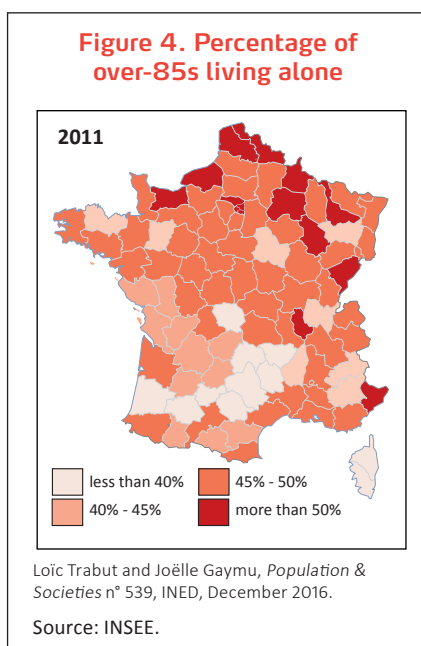 Figure 4. Percentage of
over-85s living alone
2011
less than 40%
45% - 50%
40% - 45%
more than 50%
Loïc Trabut and Joëlle Gaymu, Population &
Societies n° 539, INED, December 2016.
Source: INSEE.